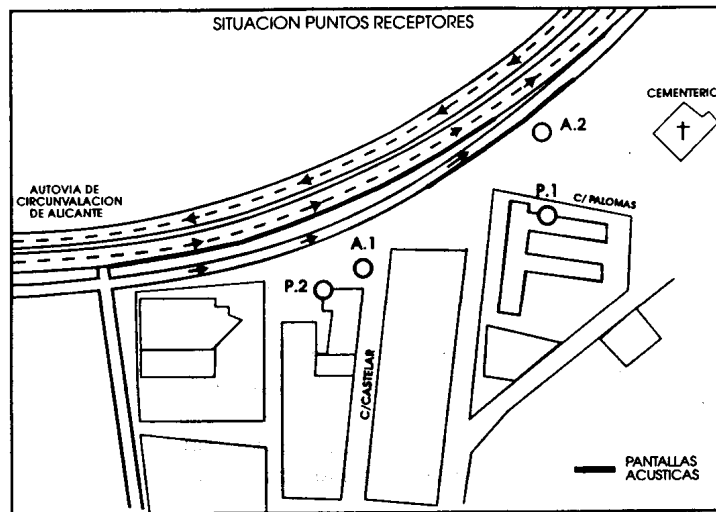 SITUACION PUNTOS RECEPTORES
CEMENTERIO
A.2
AUTOVIA DE
CIRCUNVALACION
DE ALICANTE
P.1
C/ PALOMAS
A.1
P.2
C/CASTELAR
PANTALLAS
ACUSTICAS